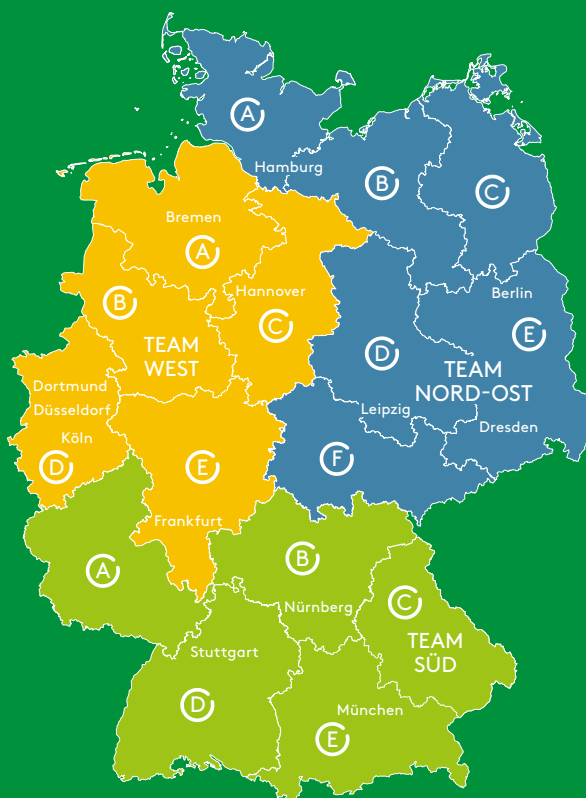 A
Hamburg
B
C
Bremen
A
B
Hannover
C
TEAM
WEST
Berlin
E
D
TEAM
NORD-OST
Leipzig
Dresden
F
Dortmund
Düsseldorf
Köln
D
E
Frankfurt
A
B
Nürnberg
C
TEAM
SÜD
Stuttgart
D
München
E